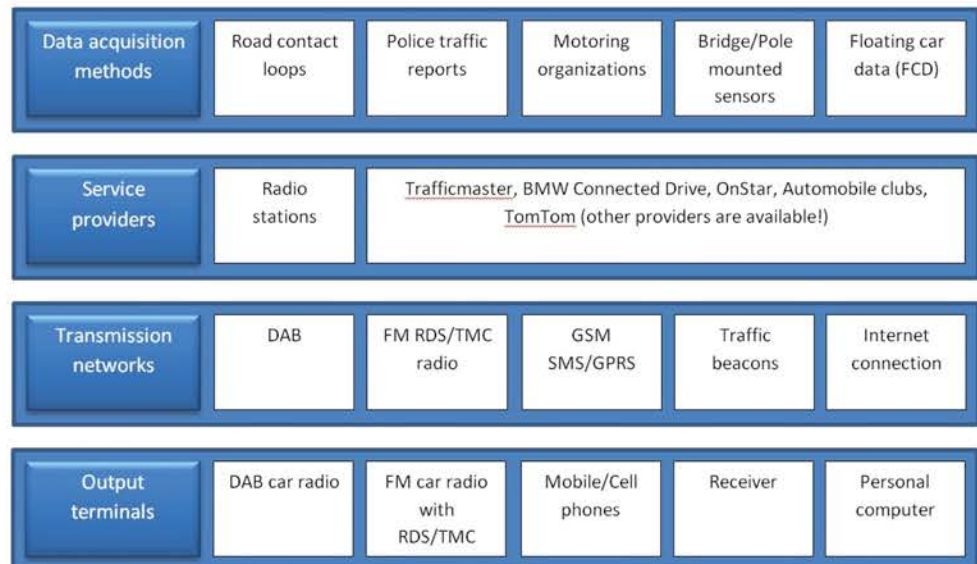 Data acquisition
methods
Road contact
loops
Police traffic
reports
Motoring
organizations
Bridge/Pole
mounted
sensors
Floating car
data (FCD)
Service
providers
Radio
stations
Trafficmaster, BMW Connected Drive, OnStar, Automobile clubs,
TomTom (other providers are available!)
Transmission
networks
DAB
FM RDS/TMC
radio
GSM
SMS/GPRS
Traffic
beacons
Internet
connection
Output
terminals
DAB car radio
FM car radio
with
RDS/TMC
Mobile/Cell
phones
Receiver
Personal
computer